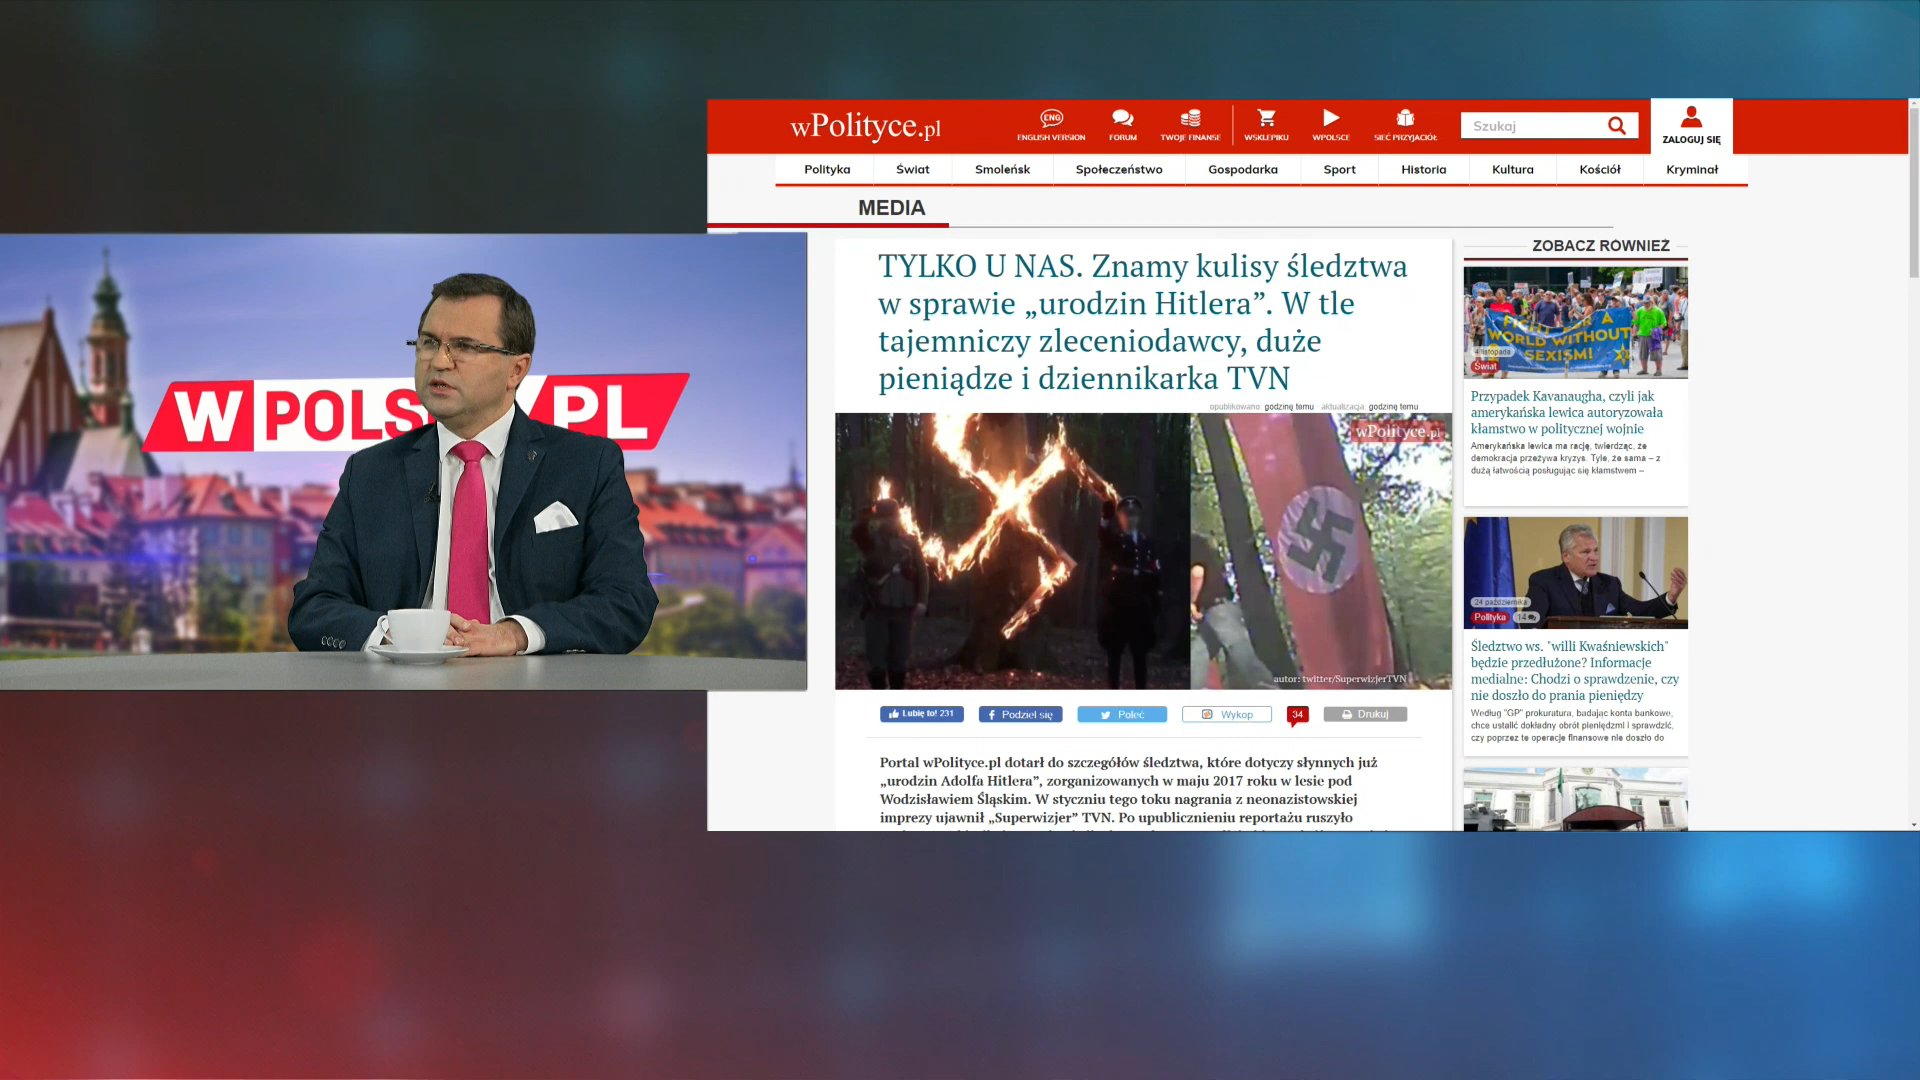 W POLS
PL
wPolityce.pl
ENG
ENGLISH VERSION
FORUM
TWOJE FINANSE
WSKLEPIKU
WPOLSCE
SIEĆ PRZYJACIÓŁ
Szukaj
ZALOGUJ SIĘ
Polityka
Świat
Smoleńsk
Społeczeństwo
Gospodarka
Sport
Historia
Kultura
Kościół
Kryminał
MEDIA
TYLKO U NAS. Znamy kulisy śledztwa
w sprawie „urodzin Hitlera”. W tle
tajemniczy zleceniodawcy, duże
pieniądze i dziennikarka TVN
opublikowano: godzinę temu aktualizacja: godzinę temu
wPolityce.pl
autor: twitter/SuperwizjerTVN
Lubię to! 231
Podziel się
Poleć
Wykop
34
Drukuj
Portal wPolityce.pl dotarł do szczegółów śledztwa, które dotyczy słynnych już
„urodzin Adolfa Hitlera”, zorganizowanych w maju 2017 roku w lesie pod
Wodzisławiem Śląskim. W styczniu tego toku nagrania z neonazistowskiej
imprezy ujawnił „Superwizjer” TVN. Po upublicznieniu reportażu ruszyło
ZOBACZ RÓWNIEŻ
FIGHT FOR A
WORLD WITHOUT
SEXISM!
4 listopada
Świat
Przypadek Kavanaugha, czyli jak
amerykańska lewica autoryzowała
kłamstwo w politycznej wojnie
Amerykańska lewica ma rację, twierdząc, że
demokracja przeżywa kryzys. Tyle, że sama – z
dużą łatwością posługując się kłamstwem –
24 października
Polityka
14
Śledztwo ws. "willi Kwaśniewskich"
będzie przedłużone? Informacje
medialne: Chodzi o sprawdzenie, czy
nie doszło do prania pieniędzy
Według "GP" prokuratura, badając konta bankowe,
chce ustalić dokładny obrót pieniędzmi i sprawdzić,
czy poprzez te operacje finansowe nie doszło do